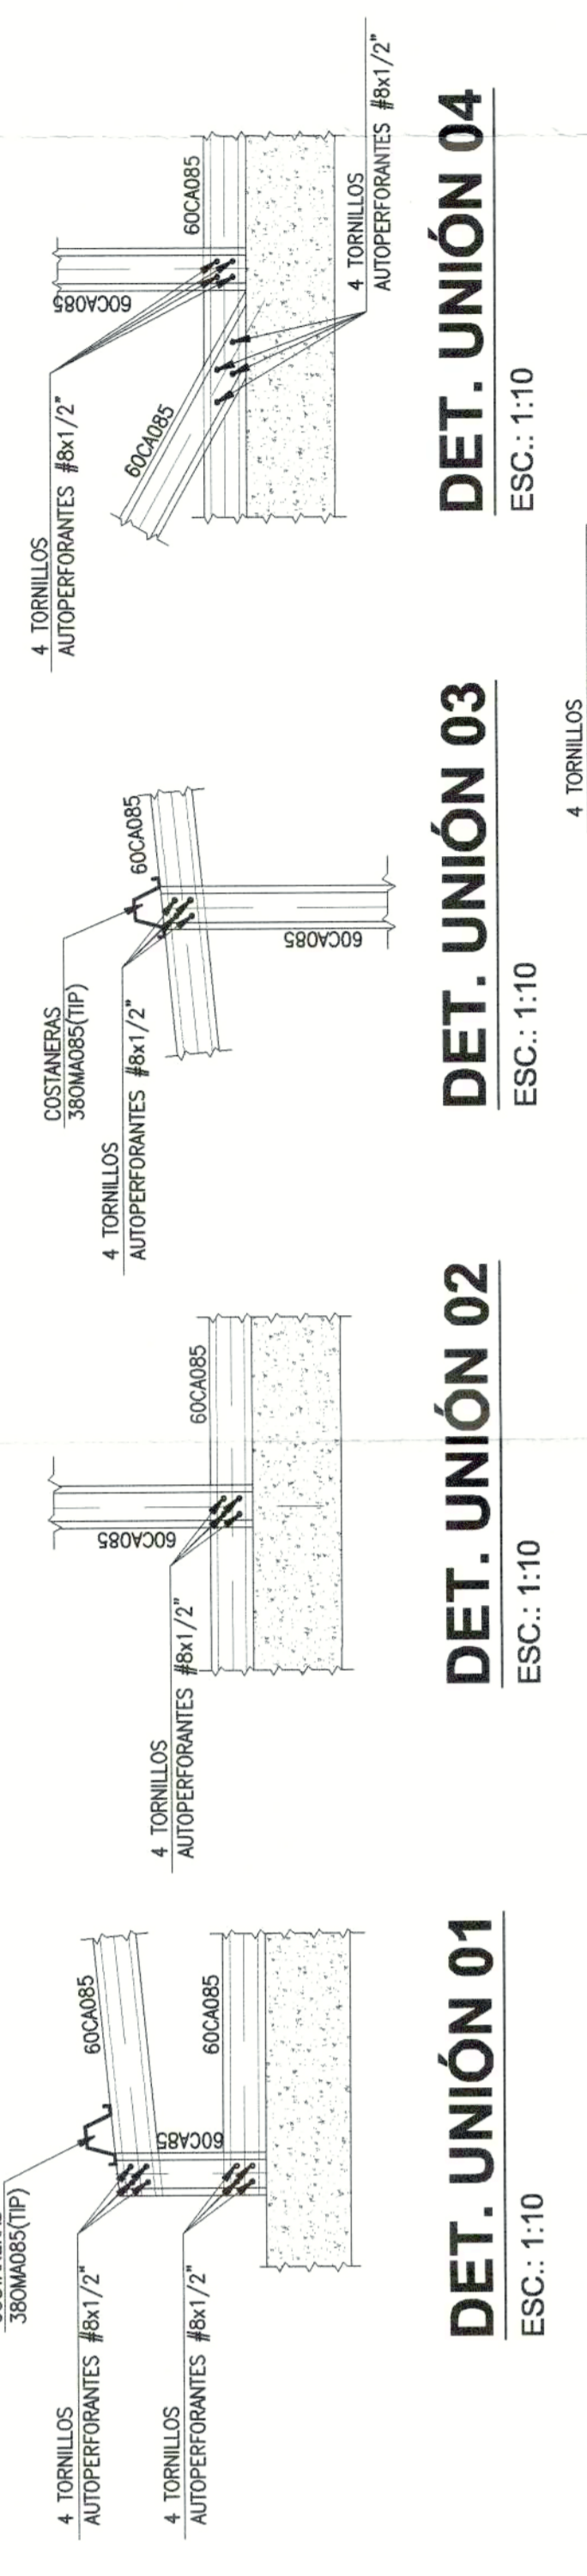 380MA085(TIP)
60CA085
60CA085
60CA85
4 TORNILLOS
AUTOPERFORANTES #8x1/2"
4 TORNILLOS
AUTOPERFORANTES #8x1/2"
DET. UNIÓN 01
ESC.: 1:10
60CA085
60CA085
4 TORNILLOS
AUTOPERFORANTES #8x1/2"
DET. UNIÓN 02
ESC.: 1:10
COSTANERAS
380MA085(TIP)
60CA085
60CA085
4 TORNILLOS
AUTOPERFORANTES #8x1/2"
DET. UNIÓN 03
ESC.: 1:10
4 TORNILLOS
AUTOPERFORANTES #8x1/2"
60CA085
60CA085
60CA085
4 TORNILLOS
AUTOPERFORANTES #8x1/2"
DET. UNIÓN 04
ESC.: 1:10
4 TORNILLOS